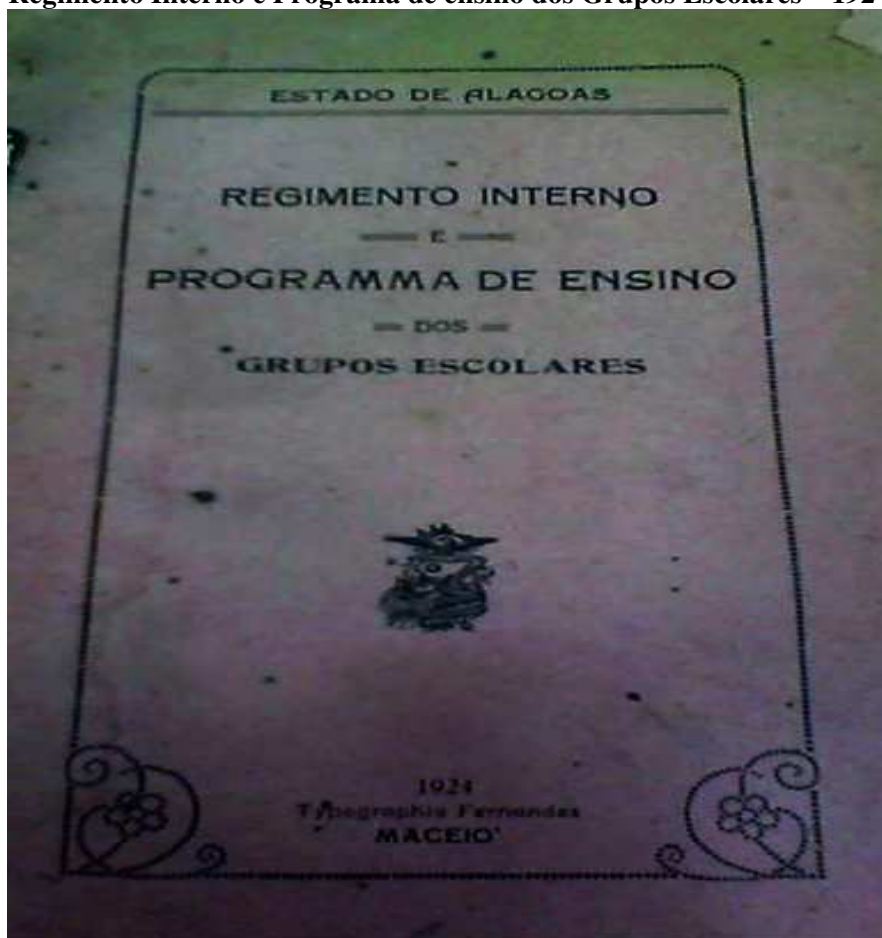 Regimento Interno e Programa de ensino dos Grupos Escolares – 192
ESTADO DE ALAGOAS
REGIMENTO INTERNO
E
PROGRAMMA DE ENSINO
DOS
GRUPOS ESCOLARES
1924
Typographia Fernandes
MACEIO'